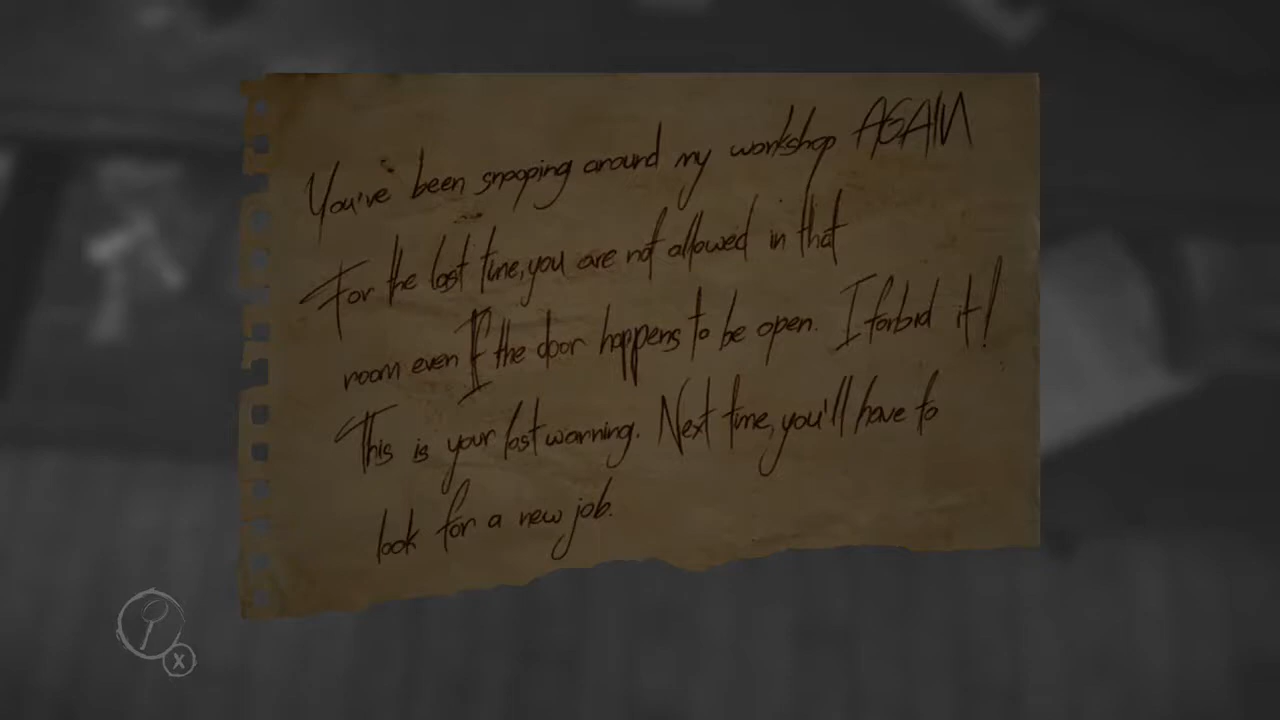 You've been snooping around my workshop AGAIN
For the last time, you are not allowed in that
room even If the door happens to be open. I forbid it!
This is your last warning. Next time, you'll have to
look for a new job.
X